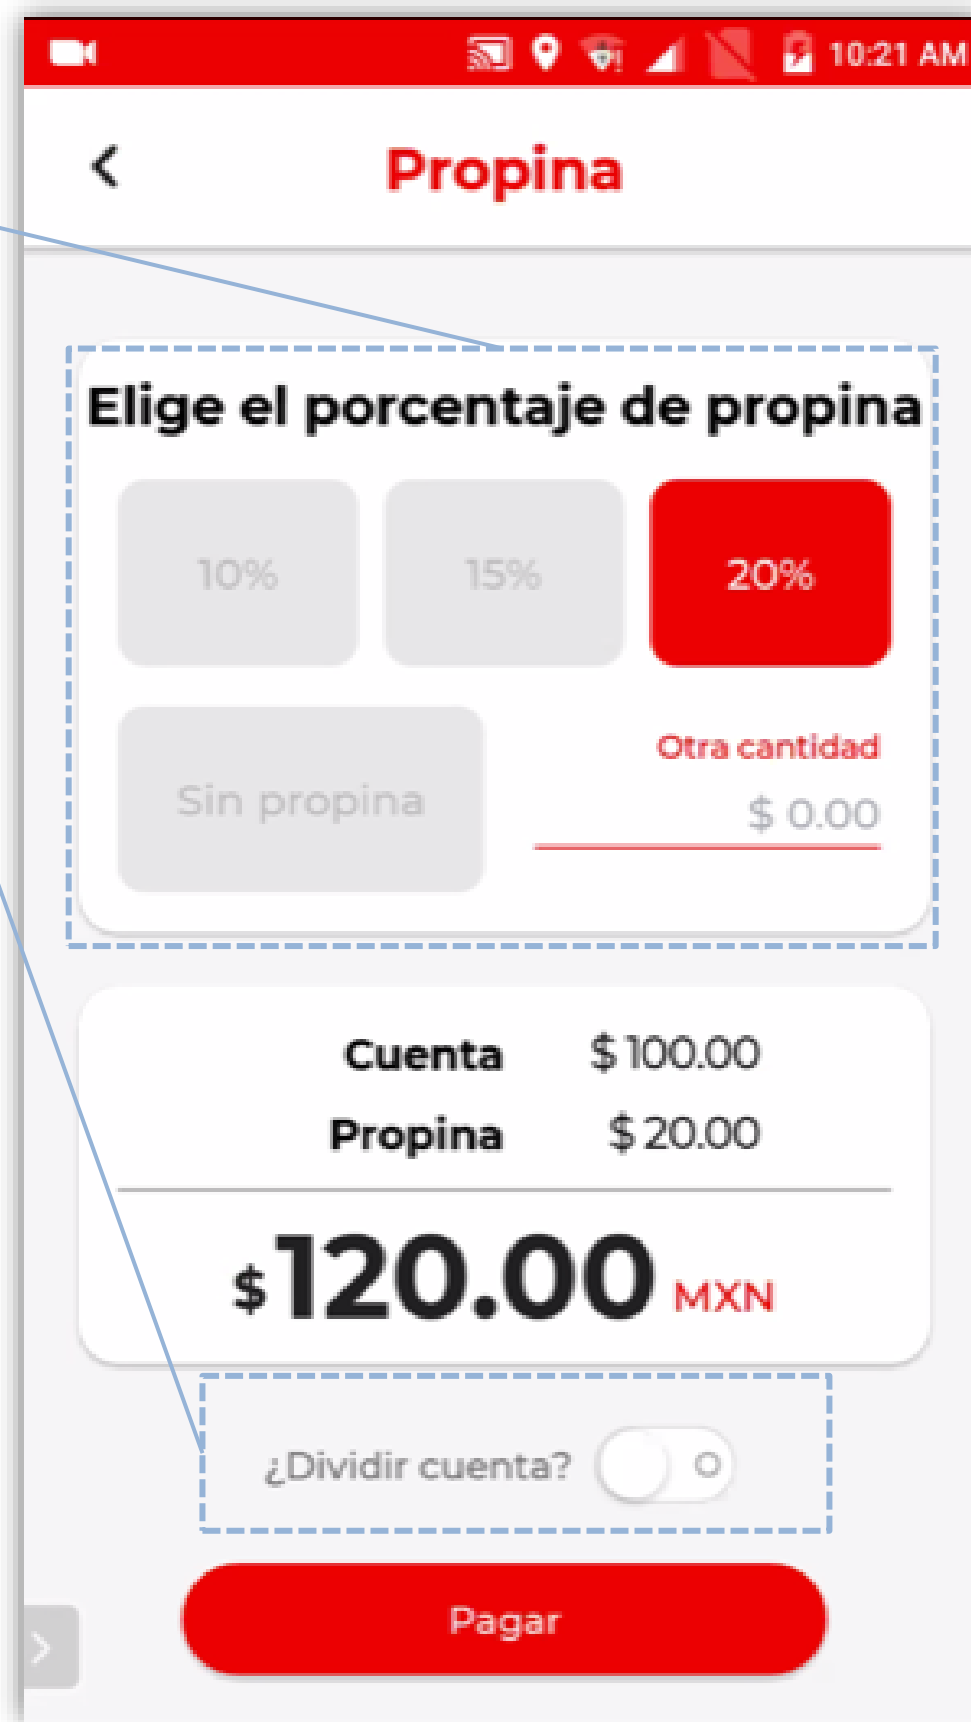 10:21 AM
Propina
Elige el porcentaje de propina
10% 15% 20%
Otra cantidad
Sin propina $ 0.00
Cuenta $ 100.00
Propina $ 20.00
$ 120.00 MXN
¿Dividir cuenta?
Pagar